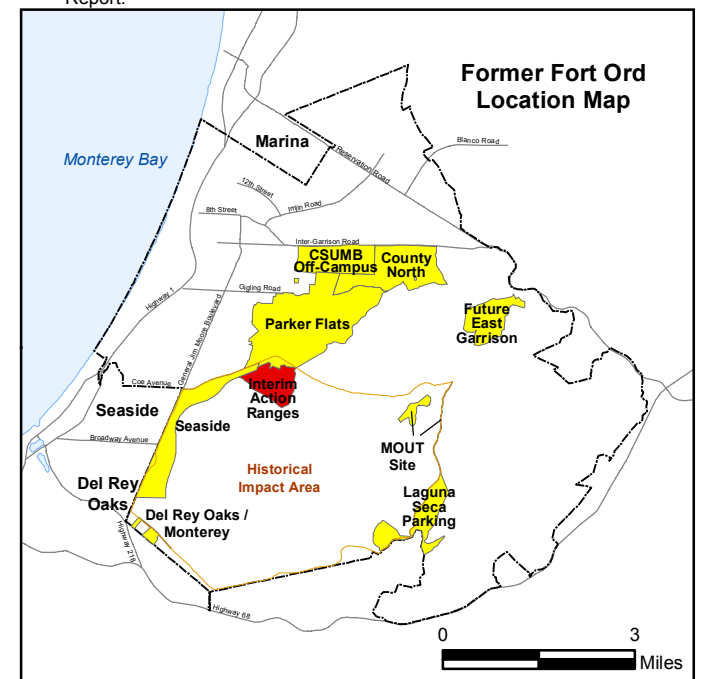 Report.
Former Fort Ord
Location Map
Marina
Blanco Road
Reservation Road
Monterey Bay
12th Street
Imjin Road
8th Street
Inter-Garrison Road
CSUMB
Off-Campus
County
North
Gigling Road
Highway 1
General Jim Moore Boulevard
Future
East
Garrison
Parker Flats
Coe Avenue
Interim
Action
Ranges
Seaside
Seaside
Broadway Avenue
MOUT
Site
Historical
Impact Area
Del Rey
Oaks
Laguna
Seca
Parking
Del Rey Oaks /
Monterey
Highway 218
Highway 68
0 3
Miles